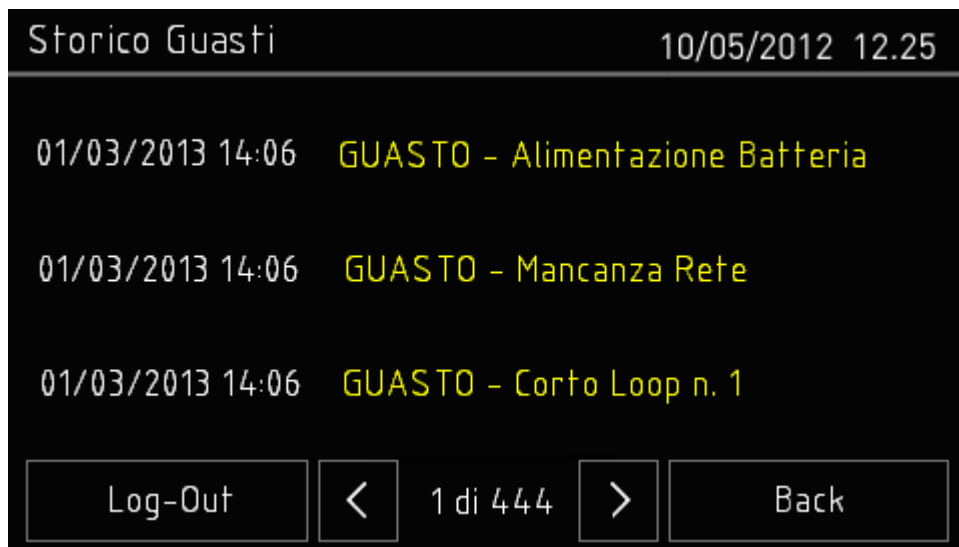 Storico Guasti 10/05/2012 12.25
01/03/2013 14:06 GUASTO - Alimentazione Batteria
01/03/2013 14:06 GUASTO - Mancanza Rete
01/03/2013 14:06 GUASTO - Corto Loop n. 1
Log-Out < 1 di 444 > Back